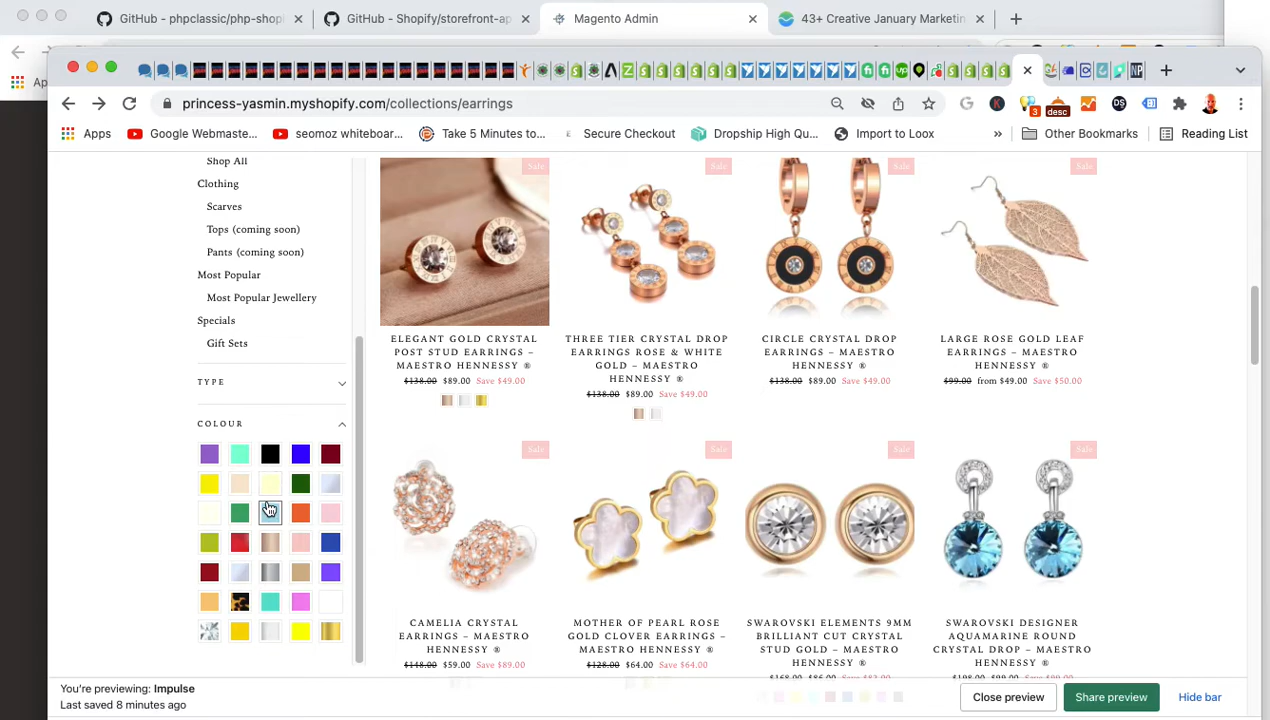 GitHub - phpclassic/php-shopi
GitHub - Shopify/storefront-ap
Magento Admin
43+ Creative January Marketin
princess-yasmin.myshopify.com/collections/earrings
Apps
Google Webmaste...
seomoz whiteboar...
Take 5 Minutes to...
Secure Checkout
Dropship High Qu...
Import to Loox
»
Other Bookmarks
Reading List
Shop All
Clothing
Scarves
Tops (coming soon)
Pants (coming soon)
Most Popular
Most Popular Jewellery
Specials
Gift Sets
TYPE
COLOUR
Sale
Sale
Sale
Sale
ELEGANT GOLD CRYSTAL
POST STUD EARRINGS –
MAESTRO HENNESSY ®
$138.00 $89.00 Save $49.00
THREE TIER CRYSTAL DROP
EARRINGS ROSE & WHITE
GOLD – MAESTRO
HENNESSY ®
$138.00 $89.00 Save $49.00
CIRCLE CRYSTAL DROP
EARRINGS – MAESTRO
HENNESSY ®
$138.00 $89.00 Save $49.00
LARGE ROSE GOLD LEAF
EARRINGS – MAESTRO
HENNESSY ®
$99.00 from $49.00 Save $50.00
Sale
Sale
Sale
Sale
CAMELIA CRYSTAL
EARRINGS – MAESTRO
HENNESSY ®
$148.00 $59.00 Save $89.00
MOTHER OF PEARL ROSE
GOLD CLOVER EARRINGS –
MAESTRO HENNESSY ®
$128.00 $64.00 Save $64.00
SWAROVSKI ELEMENTS 9MM
BRILLIANT CUT CRYSTAL
STUD GOLD – MAESTRO
HENNESSY ®
SWAROVSKI DESIGNER
AQUAMARINE ROUND
CRYSTAL DROP – MAESTRO
HENNESSY ®
You're previewing: Impulse
Last saved 8 minutes ago
Close preview
Share preview
Hide bar